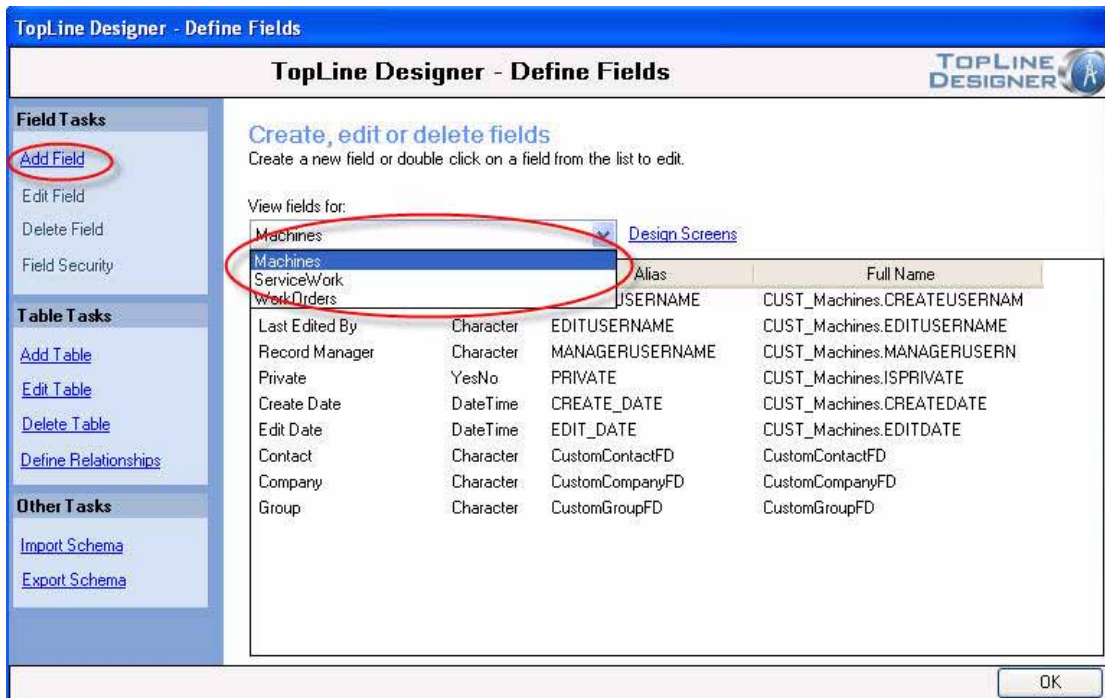 TopLine Designer - Define Fields
TopLine Designer - Define Fields
TOPLINE
DESIGNER
Field Tasks
Add Field
Edit Field
Delete Field
Field Security
Table Tasks
Add Table
Edit Table
Delete Table
Define Relationships
Other Tasks
Import Schema
Export Schema
Create, edit or delete fields
Create a new field or double click on a field from the list to edit.
View fields for:
Machines
Design Screens
Machines
ServiceWork
WorkOrders
Alias Full Name
USERNAME CUST_Machines.CREATEUSERNAM
Last Edited By Character EDITUSERNAME CUST_Machines.EDITUSERNAME
Record Manager Character MANAGERUSERNAME CUST_Machines.MANAGERUSERN
Private YesNo PRIVATE CUST_Machines.ISPRIVATE
Create Date DateTime CREATE_DATE CUST_Machines.CREATEDATE
Edit Date DateTime EDIT_DATE CUST_Machines.EDITDATE
Contact Character CustomContactFD CustomContactFD
Company Character CustomCompanyFD CustomCompanyFD
Group Character CustomGroupFD CustomGroupFD
OK